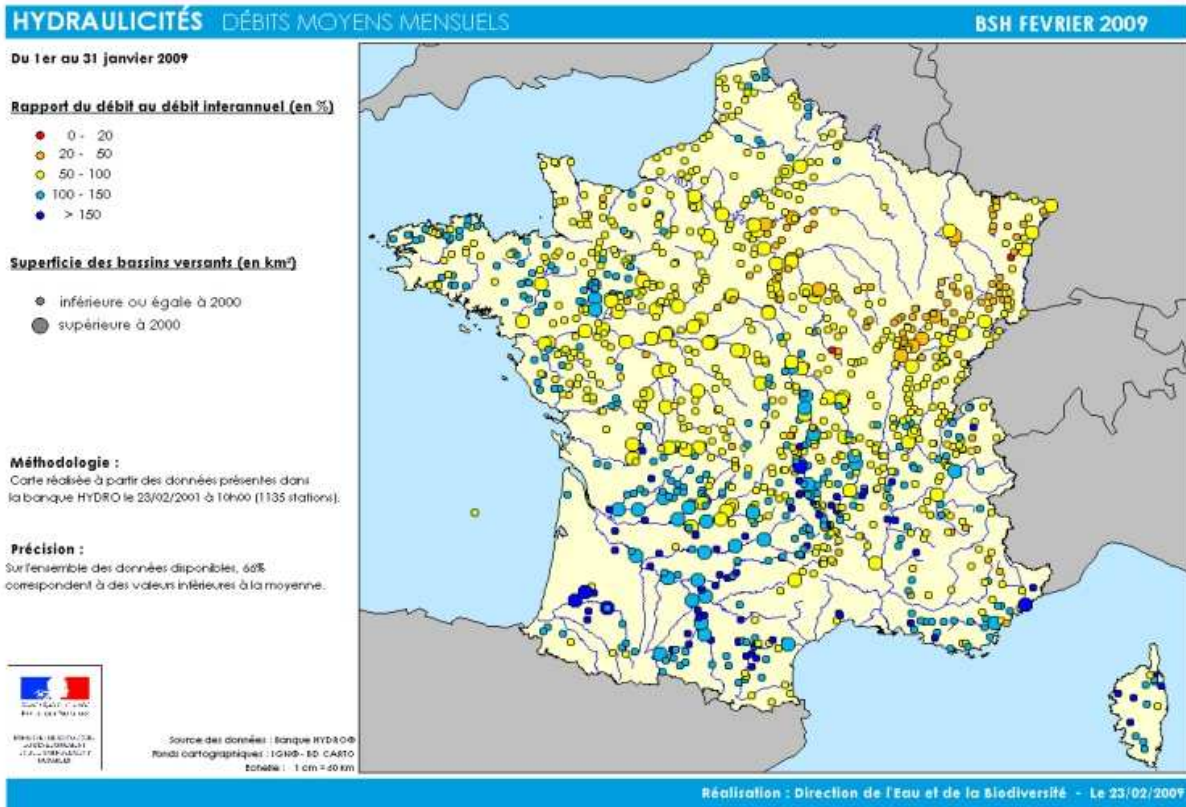 HYDRAULICITÉS DÉBITS MOYENS MENSUELS
BSH FEVRIER 2009
Du 1er au 31 janvier 2009
Rapport du débit au débit interannuel (en %)
0 - 20
20 - 50
50 - 100
100 - 150
> 150
Superficie des bassins versants (en km²)
inférieure ou égale à 2000
supérieure à 2000
Méthodologie :
Carte réalisée à partir des données présentes dans
la banque HYDRO le 23/02/2001 à 10h00 (1135 stations).
Précision :
Sur l'ensemble des données disponibles, 66%
correspondent à des valeurs inférieures à la moyenne.
Source des données : Banque HYDRO®
Fonds cartographiques : IGN® - BD CARTO
Echelle : 1 cm = 60 km
Réalisation : Direction de l'Eau et de la Biodiversité - Le 23/02/2009